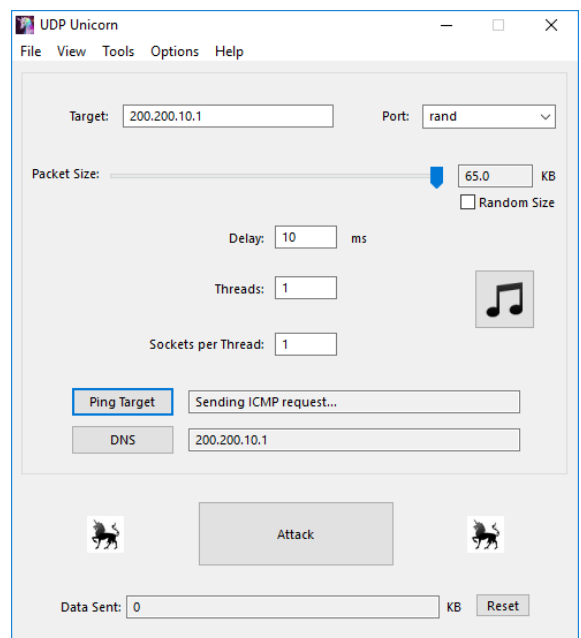 UDP Unicorn
File View Tools Options Help
Target: 200.200.10.1 Port: rand
Packet Size: 65.0 KB
Random Size
Delay: 10 ms
Threads: 1
Sockets per Thread: 1
Ping Target Sending ICMP request...
DNS 200.200.10.1
Attack
Data Sent: 0 KB Reset